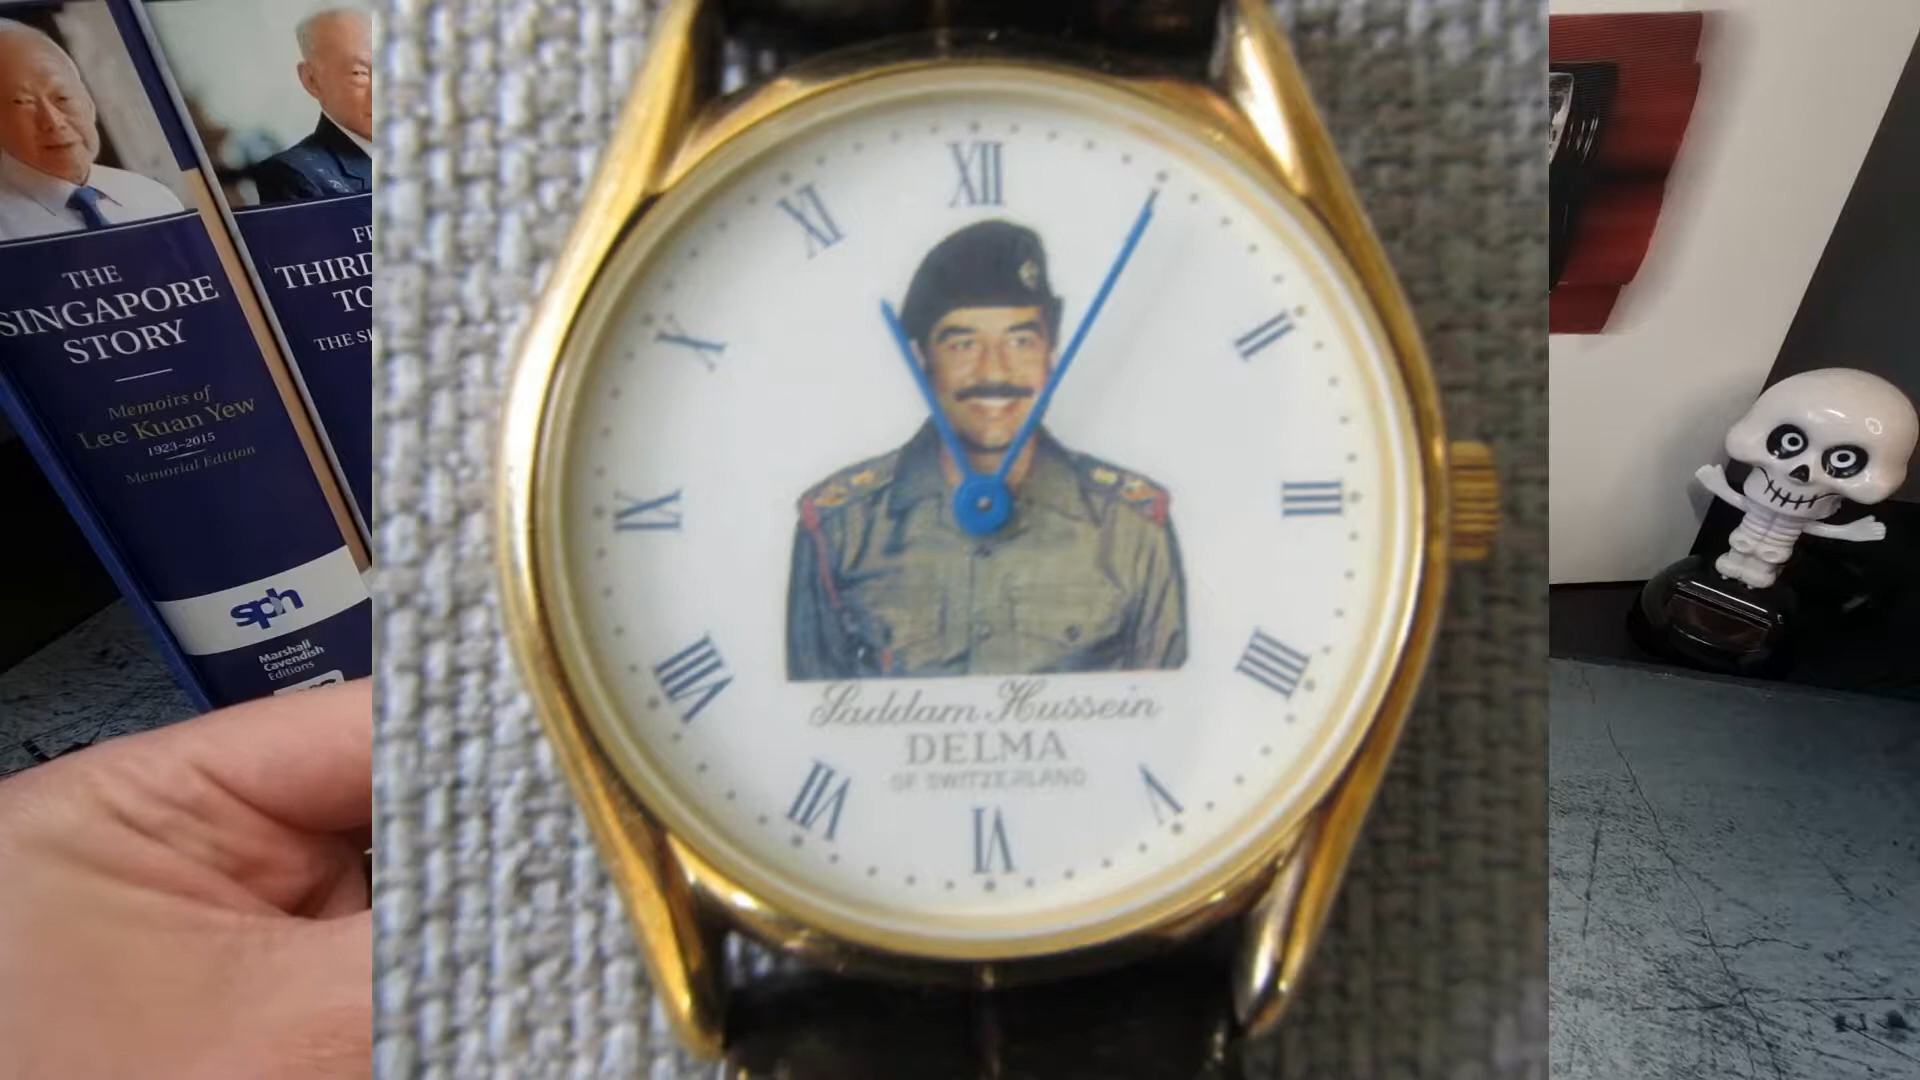 THE
SINGAPORE
STORY
Memoirs of
Lee Kuan Yew
1923–2015
Memorial Edition
sph
Marshall
Cavendish
Editions
THIRD
TO
XII
II
III
IIII
V
VI
VII
VIII
IX
X
XI
Saddam Hussein
DELMA
OF SWITZERLAND